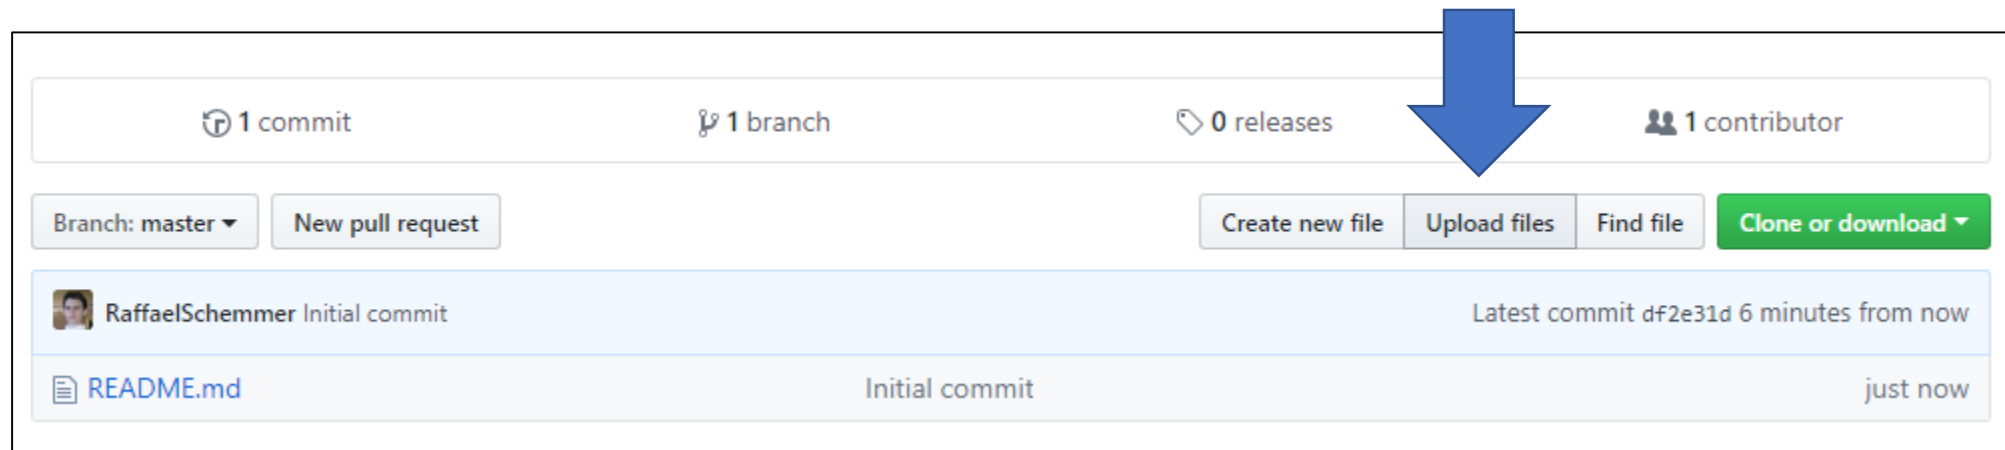 1 commit 1 branch 0 releases 1 contributor
Branch: master New pull request Create new file Upload files Find file Clone or download
RaffaelSchemmer Initial commit Latest commit df2e31d 6 minutes from now
README.md Initial commit just now